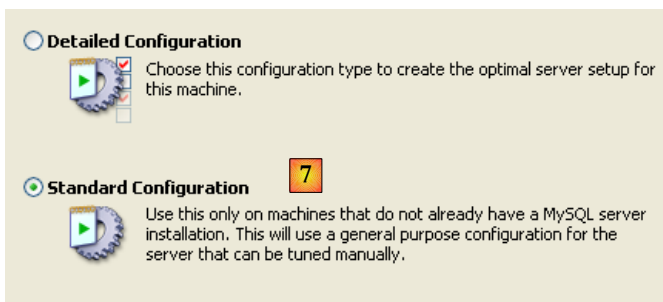 Detailed Configuration
Choose this configuration type to create the optimal server setup for
this machine.
7
Standard Configuration
Use this only on machines that do not already have a MySQL server
installation. This will use a general purpose configuration for the
server that can be tuned manually.